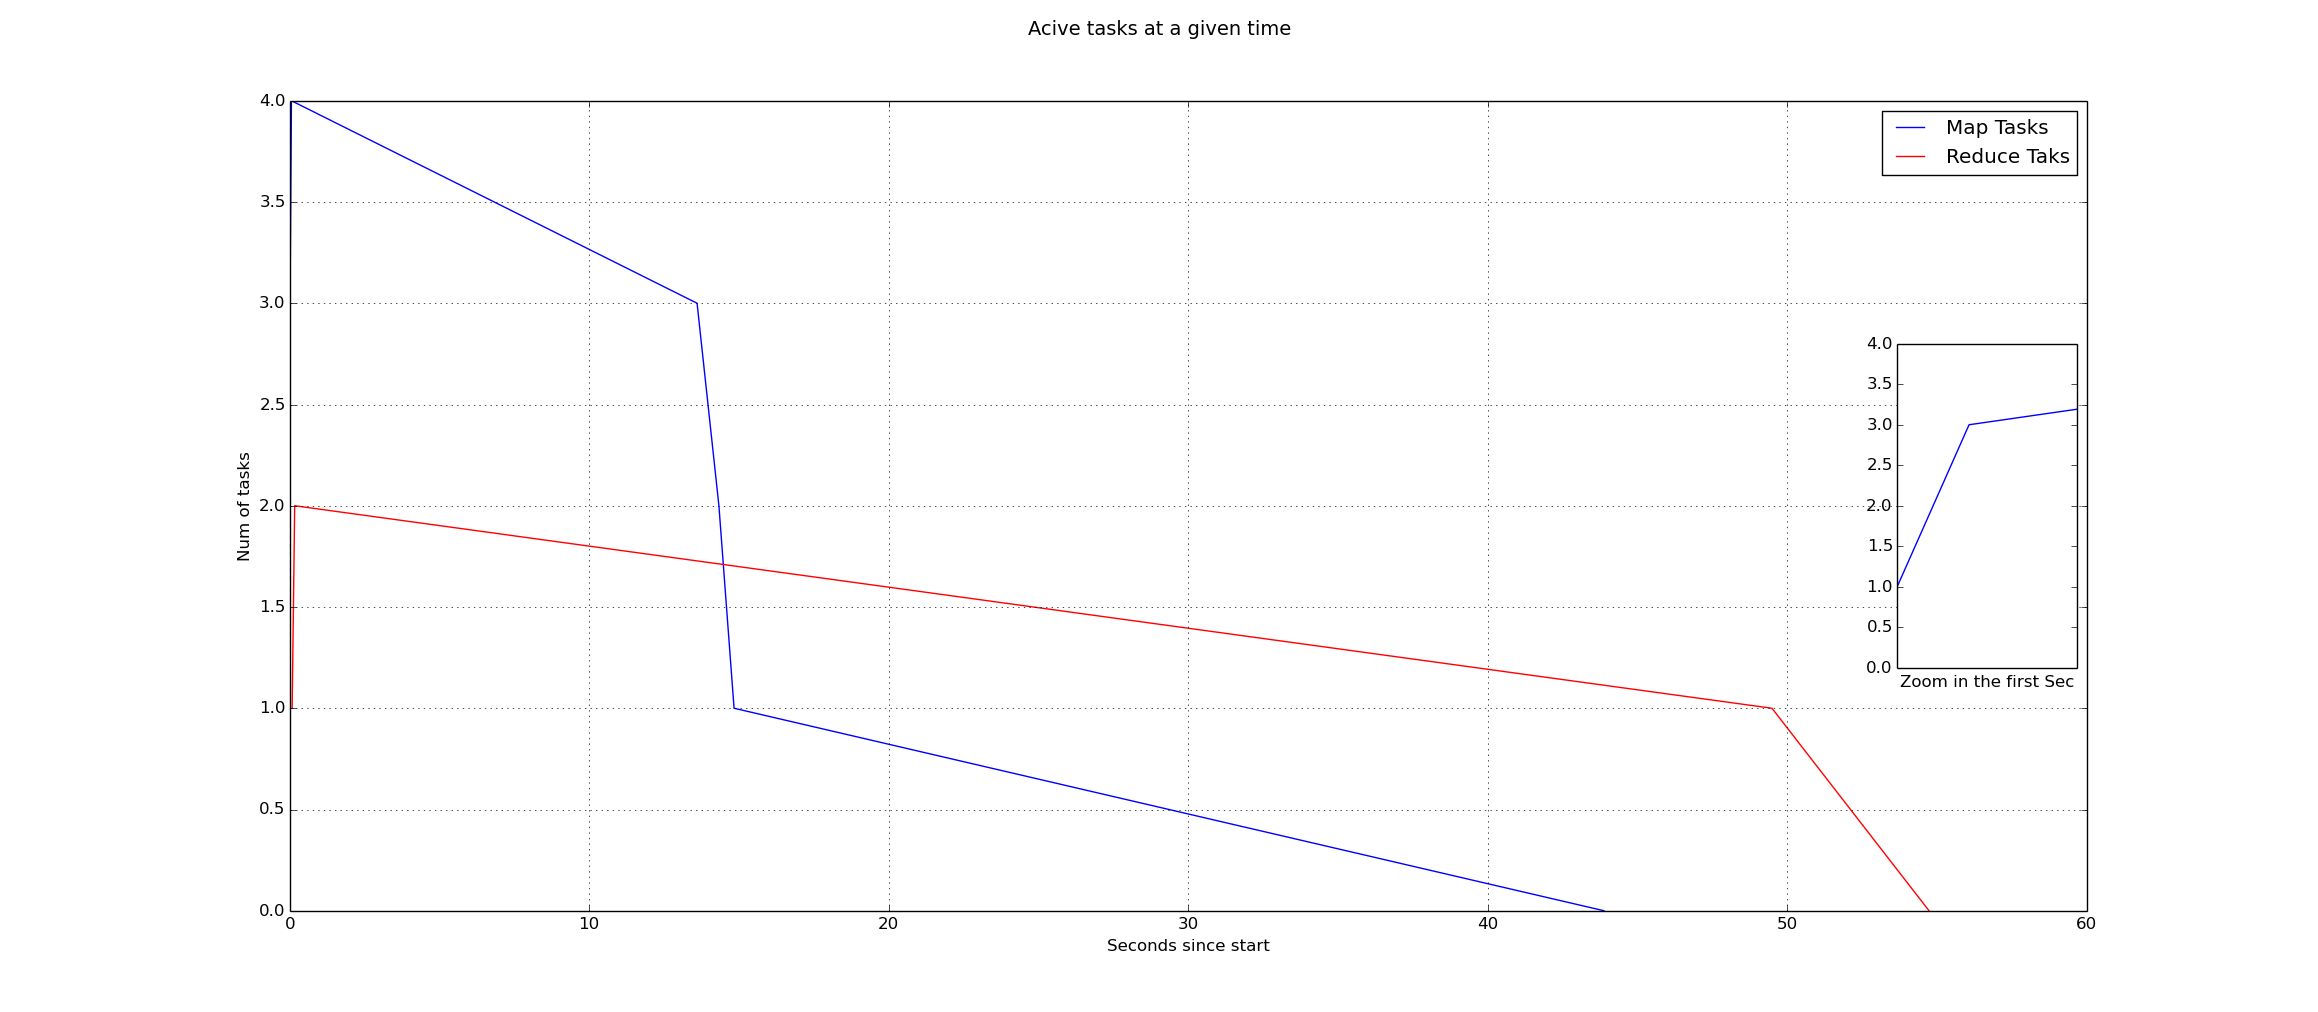 Acive tasks at a given time
4.0
3.5
3.0
2.5
2.0
1.5
1.0
0.5
0.0
Num of tasks
0 10 20 30 40 50 60
Seconds since start
Map Tasks
Reduce Taks
4.0
3.5
3.0
2.5
2.0
1.5
1.0
0.5
0.0
Zoom in the first Sec